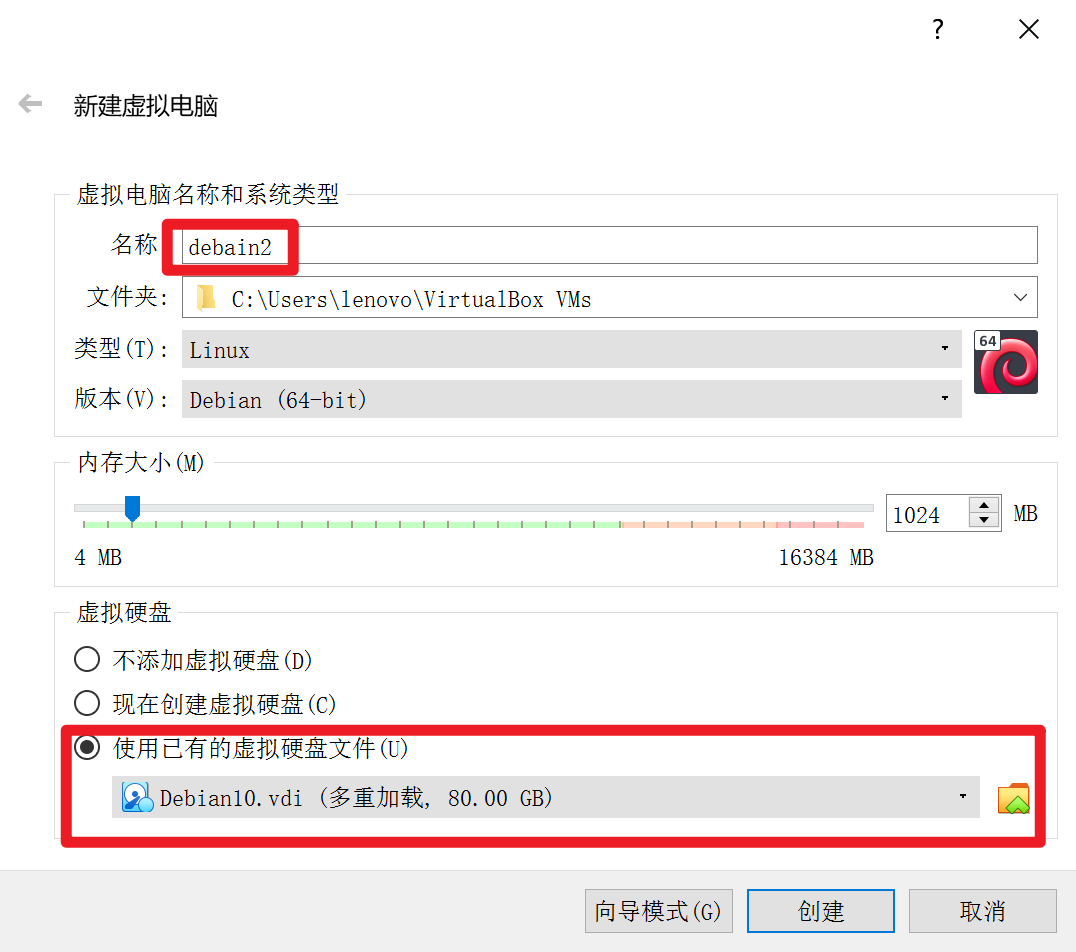 ?
新建虚拟电脑
虚拟电脑名称和系统类型
名称 debain2
文件夹: C:\Users\lenovo\VirtualBox VMs
类型(T): Linux
64
版本(V): Debian (64-bit)
内存大小(M)
1024 MB
4 MB 16384 MB
虚拟硬盘
不添加虚拟硬盘(D)
现在创建虚拟硬盘(C)
使用已有的虚拟硬盘文件(U)
Debian10.vdi (多重加载, 80.00 GB)
向导模式(G) 创建 取消